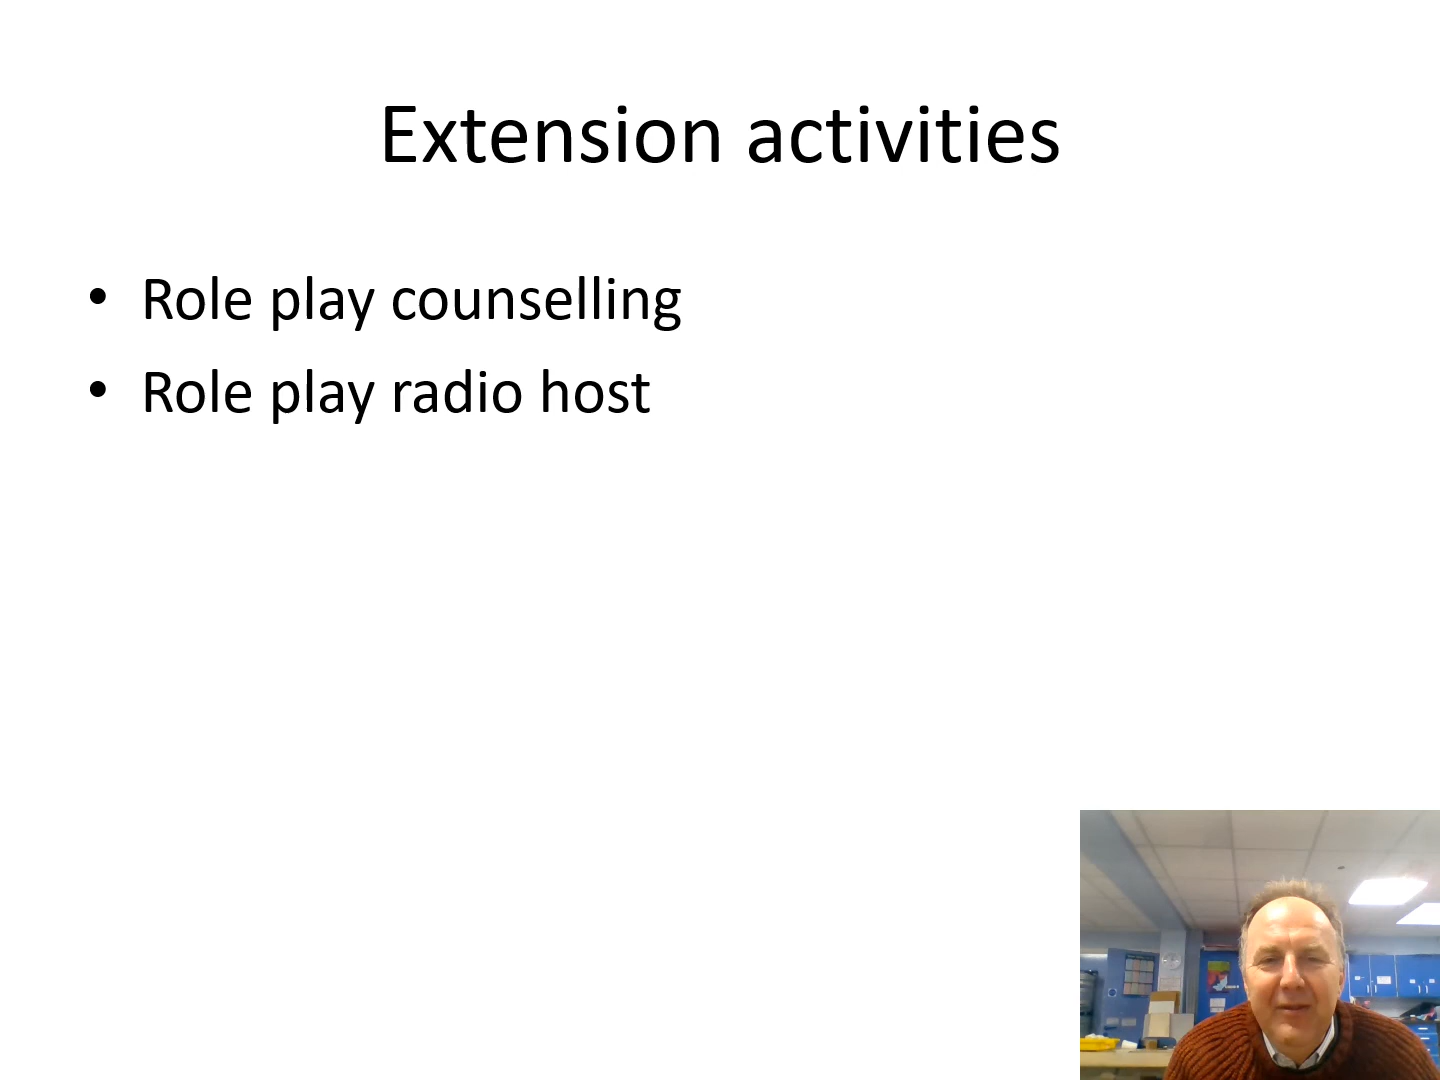 Extension activities
• Role play counselling
• Role play radio host